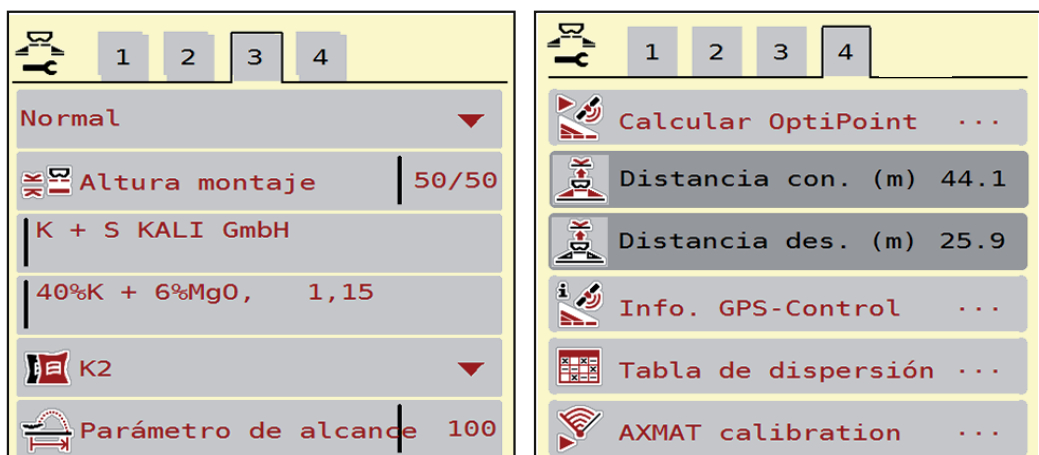 1 2 3 4
Normal
Altura montaje 50/50
K + S KALI GmbH
40%K + 6%MgO, 1,15
K2
Parámetro de alcance 100
1 2 3 4
Calcular OptiPoint ...
Distancia con. (m) 44.1
Distancia des. (m) 25.9
Info. GPS-Control ...
Tabla de dispersión ...
AXMAT calibration ...